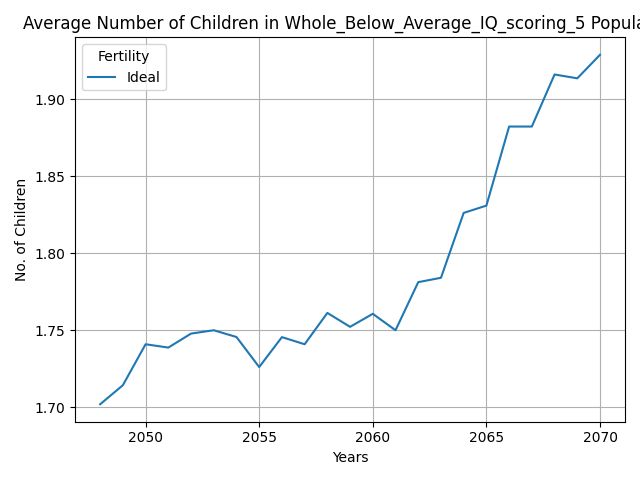 Average Number of Children in Whole_Below_Average_IQ_scoring_5 Popula
Fertility
Ideal
1.90
1.85
1.80
1.75
1.70
No. of Children
2050 2055 2060 2065 2070
Years